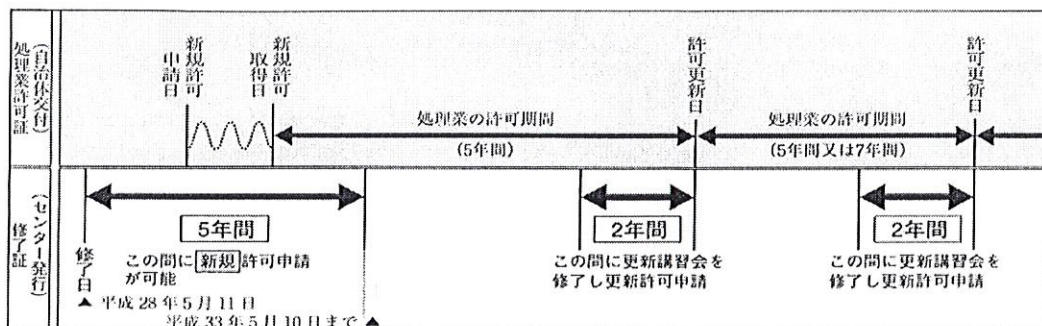 処理業許可証
(自治体交付)
新規許可
申請日
新規許可
取得日
許可更新日
許可更新日
処理業の許可期間
(5年間)
処理業の許可期間
(5年間又は7年間)
修了証
(センター発行)
修了日
5年間
この間に新規許可申請
が可能
▲ 平成28年5月11日
平成33年5月10日まで▲
2年間
この間に更新講習会を
修了し更新許可申請
2年間
この間に更新講習会を
修了し更新許可申請